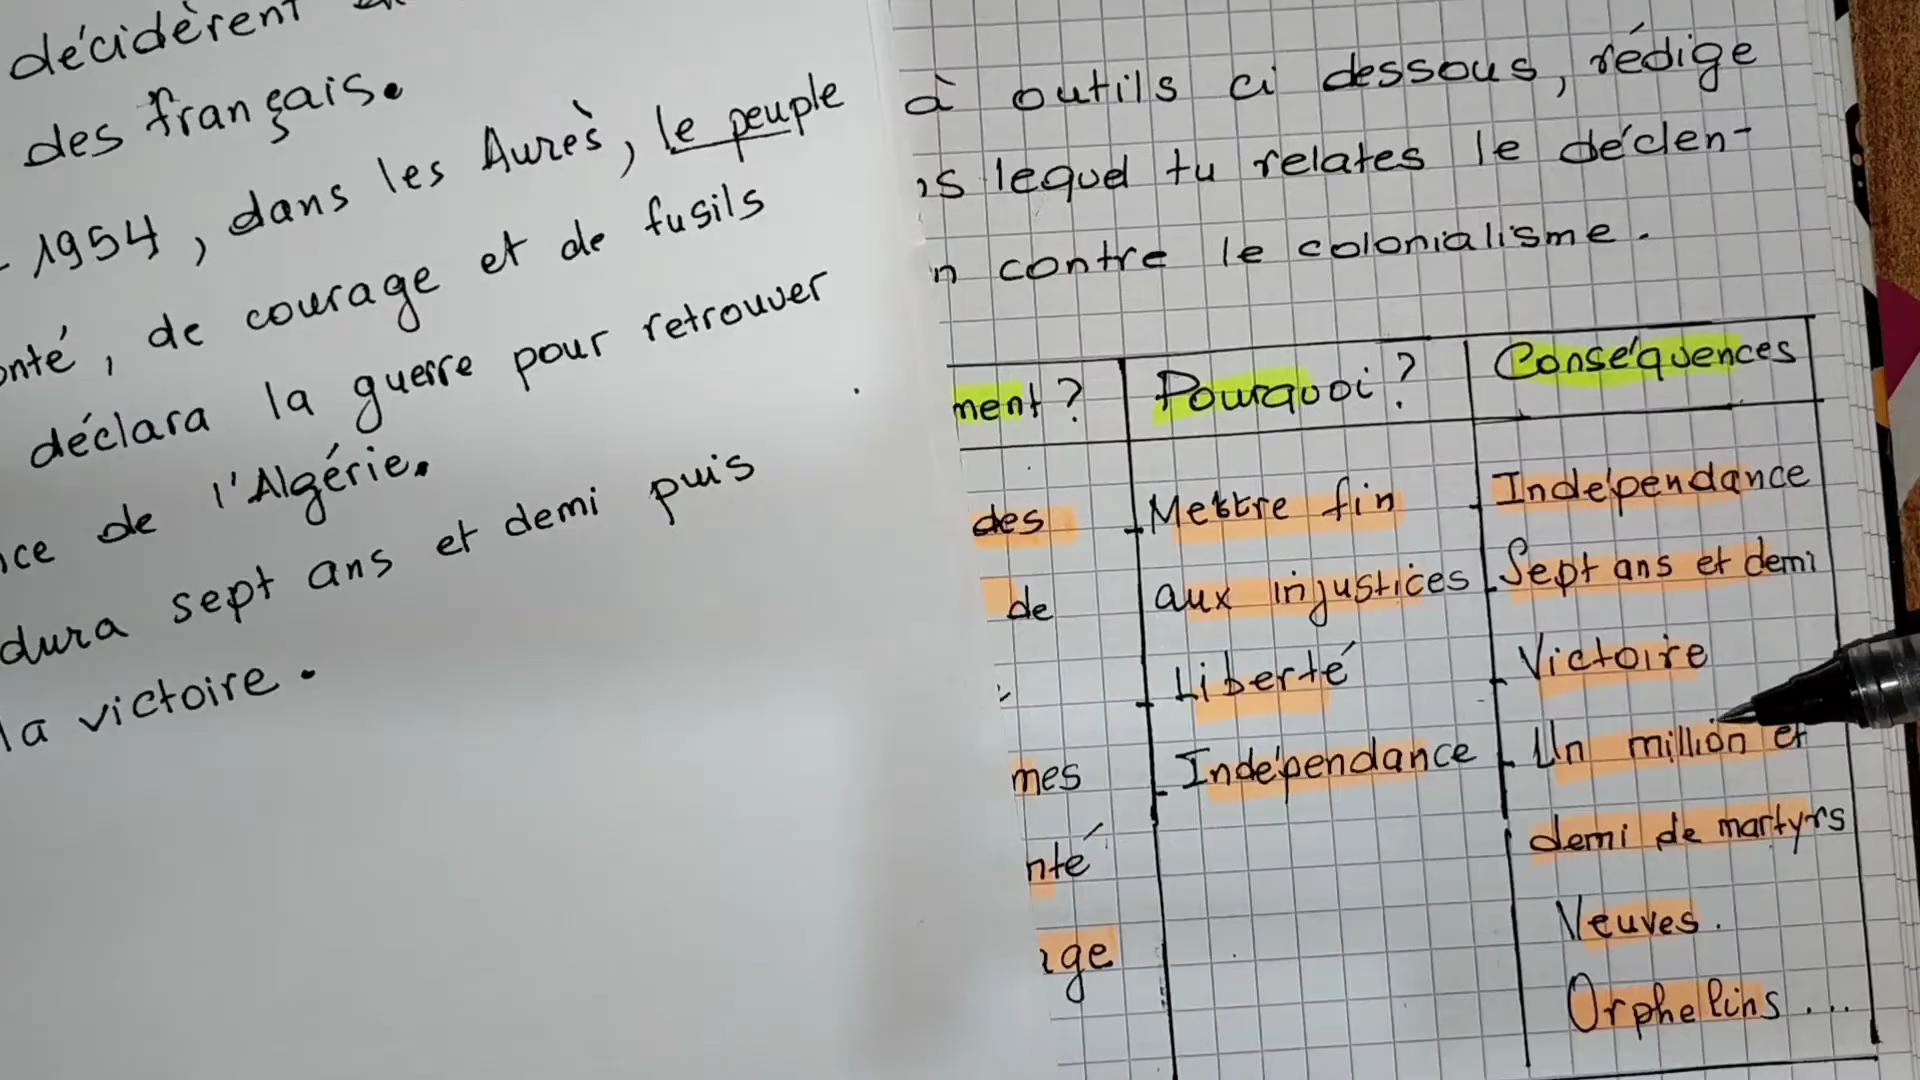 décidèrent
des français.
1954, dans les Aurès, le peuple
onté, de courage et de fusils
déclara la guerre pour retrouver
ce de l'Algérie.
dura sept ans et demi puis
la victoire.
à outils ci dessous, rédige
s lequel tu relates le déclen-
n contre le colonialisme.
ment?
des
de
mes
nté
age
Pourquoi?
- Mettre fin
aux injustices
- Liberté
- Indépendance
Conséquences
- Indépendance
- Sept ans et demi
- Victoire
- Un million et
demi de martyrs
Veuves.
Orphelins ...